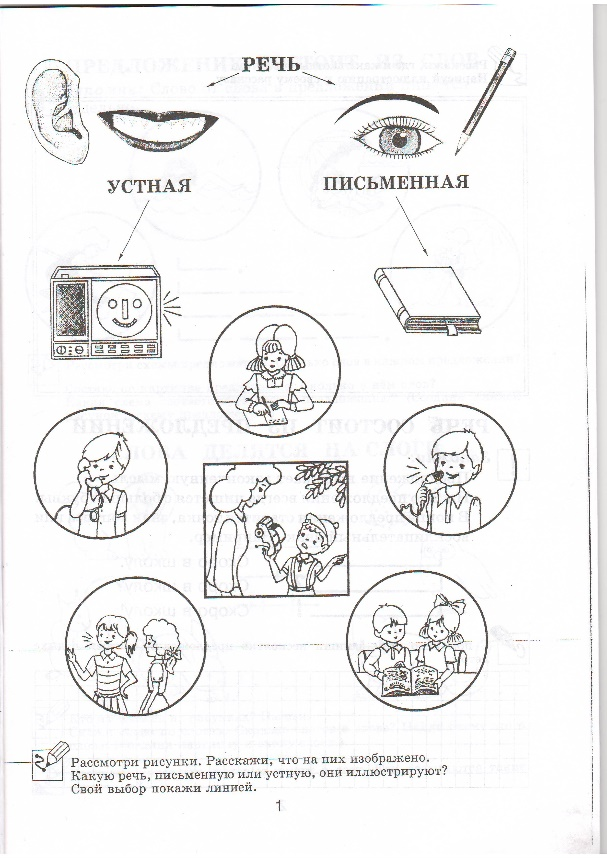 РЕЧЬ
УСТНАЯ
ПИСЬМЕННАЯ
Рассмотри рисунки. Расскажи, что на них изображено.
Какую речь, письменную или устную, они иллюстрируют?
Свой выбор покажи линией.
1